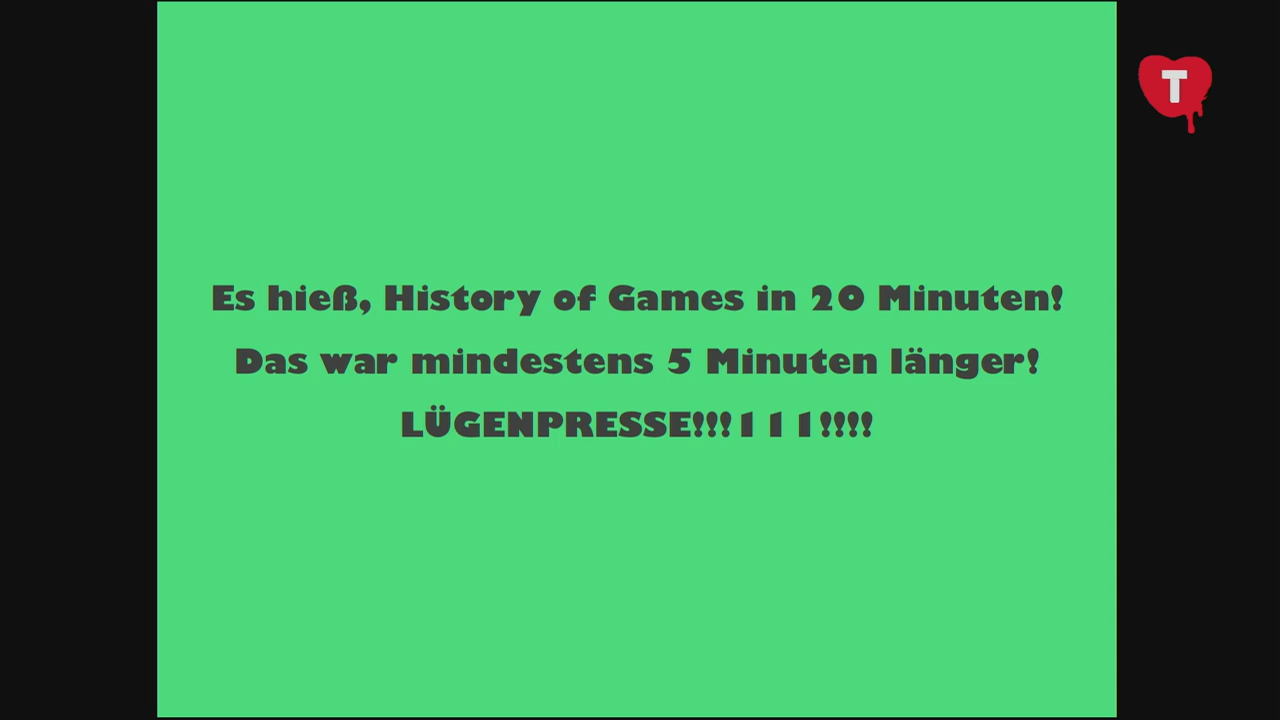 Es hieß, History of Games in 20 Minuten!
Das war mindestens 5 Minuten länger!
LÜGENPRESSE!!!111!!!!
T